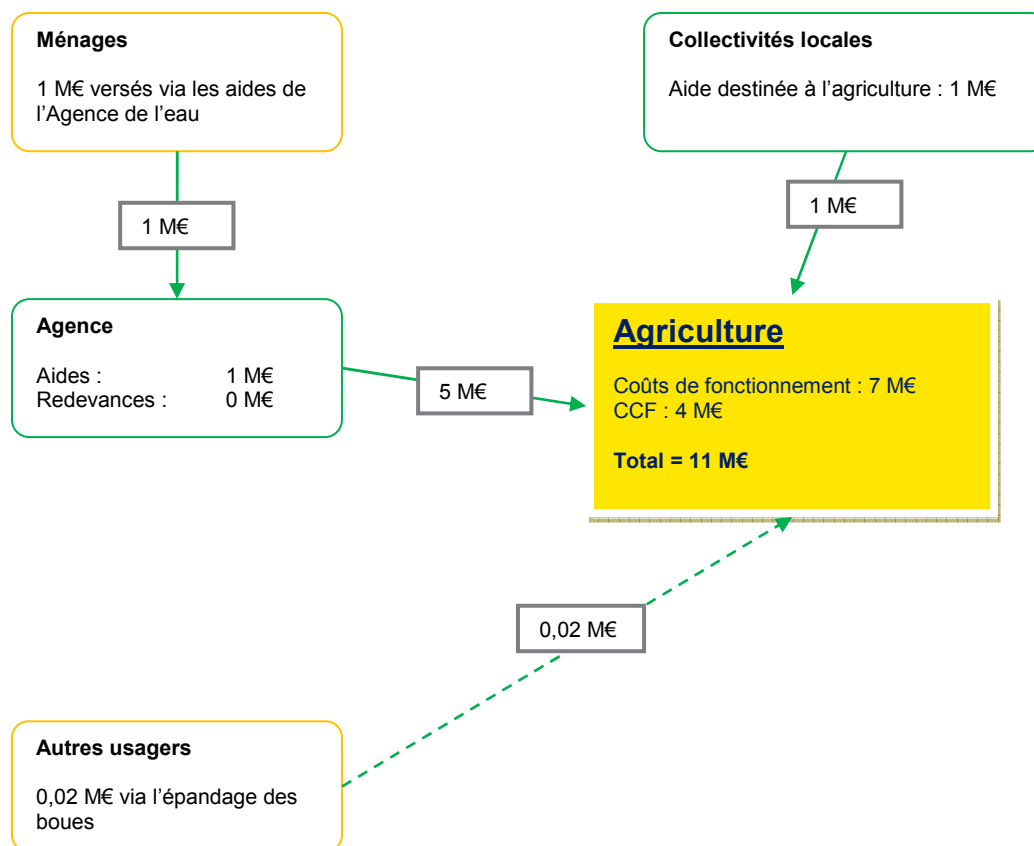 Ménages
1 M€ versés via les aides de
l'Agence de l'eau
Collectivités locales
Aide destinée à l'agriculture : 1 M€
1 M€
1 M€
Agence
Aides : 1 M€
Redevances : 0 M€
5 M€
Agriculture
Coûts de fonctionnement : 7 M€
CCF : 4 M€
Total = 11 M€
0,02 M€
Autres usagers
0,02 M€ via l'épandage des
boues